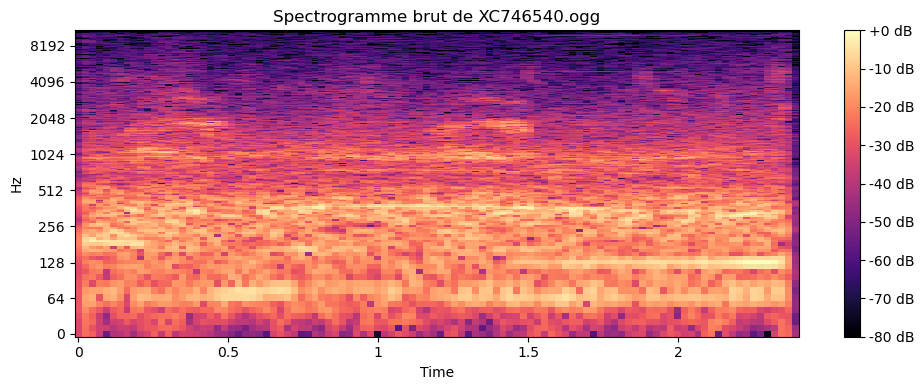 Spectrogramme brut de XC746540.ogg
Hz
8192
4096
2048
1024
512
256
128
64
0
0
0.5
1
1.5
2
Time
+0 dB
-10 dB
-20 dB
-30 dB
-40 dB
-50 dB
-60 dB
-70 dB
-80 dB